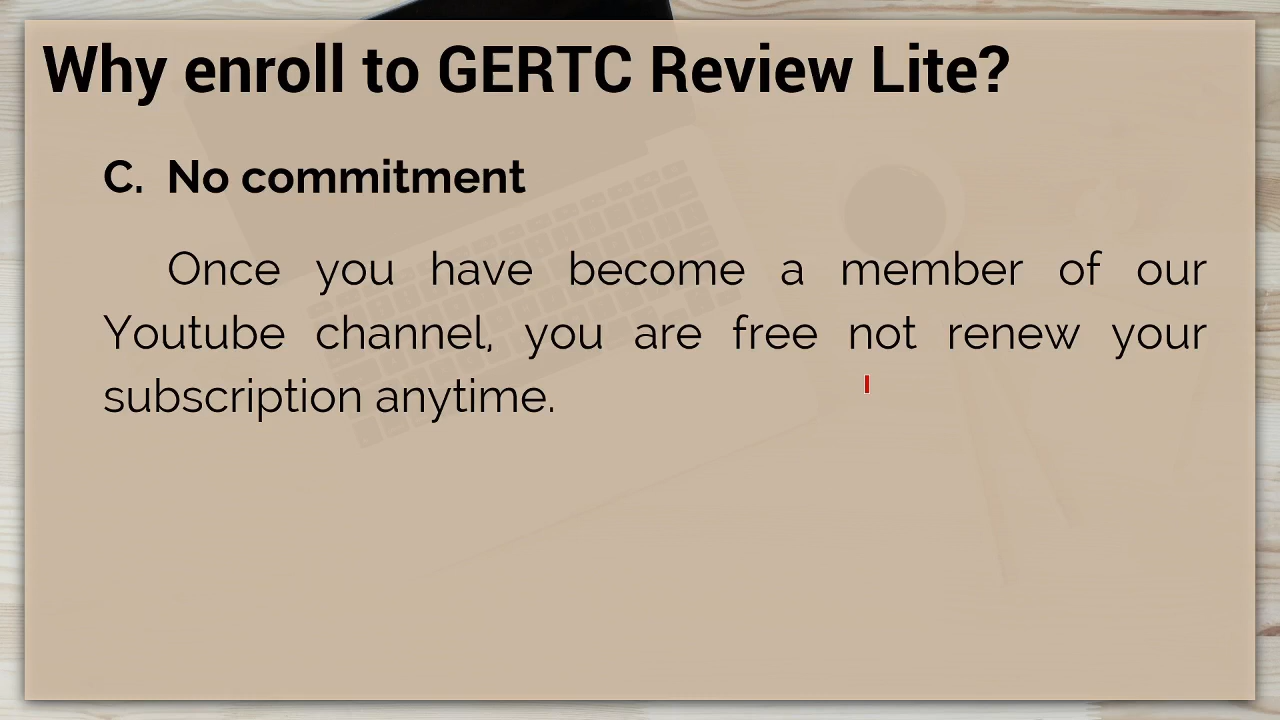 Why enroll to GERTC Review Lite?
C. No commitment
Once you have become a member of our
Youtube channel, you are free not renew your
subscription anytime.